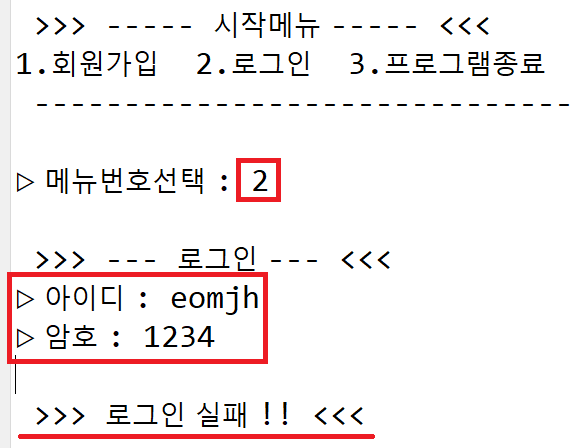 >>> ----- 시작메뉴 ----- <<<
1.회원가입  2.로그인  3.프로그램종료
------------------------------
▷ 메뉴번호선택 : 2
>>> --- 로그인 --- <<<
▷ 아이디 : eomjh
▷ 암호 : 1234
>>> 로그인 실패 !! <<<